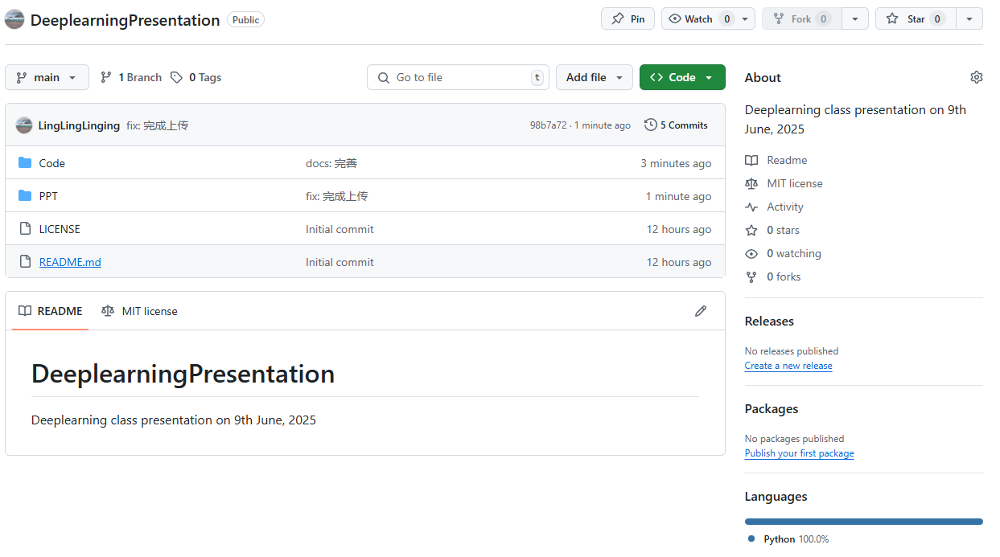 DeeplearningPresentation Public
Pin Watch 0 Fork 0 Star 0
main 1 Branch 0 Tags
Go to file t Add file Code
LingLingLinging fix: 完成上传 98b7a72 · 1 minute ago 5 Commits
Code docs: 完善 3 minutes ago
PPT fix: 完成上传 1 minute ago
LICENSE Initial commit 12 hours ago
README.md Initial commit 12 hours ago
README MIT license
DeeplearningPresentation
Deeplearning class presentation on 9th June, 2025
About
Deeplearning class presentation on 9th
June, 2025
Readme
MIT license
Activity
0 stars
0 watching
0 forks
Releases
No releases published
Create a new release
Packages
No packages published
Publish your first package
Languages
Python 100.0%